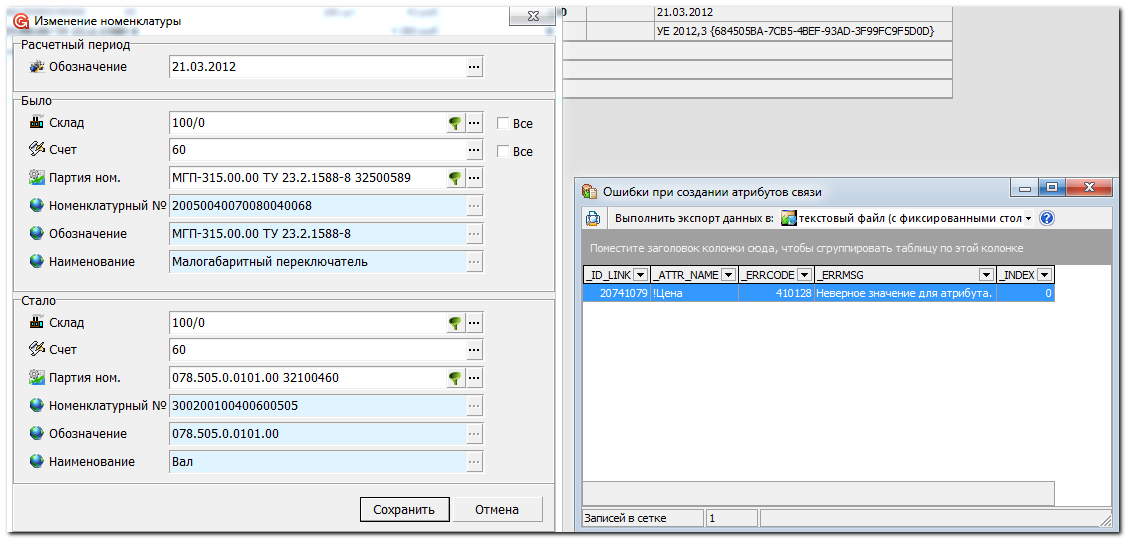 Изменение номенклатуры
Расчетный период
Обозначение 21.03.2012 ...
Было
Склад 100/0 ... Все
Счет 60 ... Все
Партия ном. МГП-315.00.00 ТУ 23.2.1588-8 32500589 ...
Номенклатурный № 20050040070080040068 ...
Обозначение МГП-315.00.00 ТУ 23.2.1588-8 ...
Наименование Малогабаритный переключатель ...
Стало
Склад 100/0 ...
Счет 60 ...
Партия ном. 078.505.0.0101.00 32100460 ...
Номенклатурный № 300200100400600505 ...
Обозначение 078.505.0.0101.00 ...
Наименование Вал ...
Сохранить Отмена
21.03.2012
УЕ 2012,3 {684505BA-7CB5-4BEF-93AD-3F99FC9F5D0D}
Ошибки при создании атрибутов связи
Выполнить экспорт данных в: текстовый файл (с фиксированными стол
Поместите заголовок колонки сюда, чтобы сгруппировать таблицу по этой колонке
_ID_LINK _ATTR_NAME _ERRCODE _ERRMSG _INDEX
20741079 !Цена 410128 Неверное значение для атрибута. 0
Записей в сетке 1